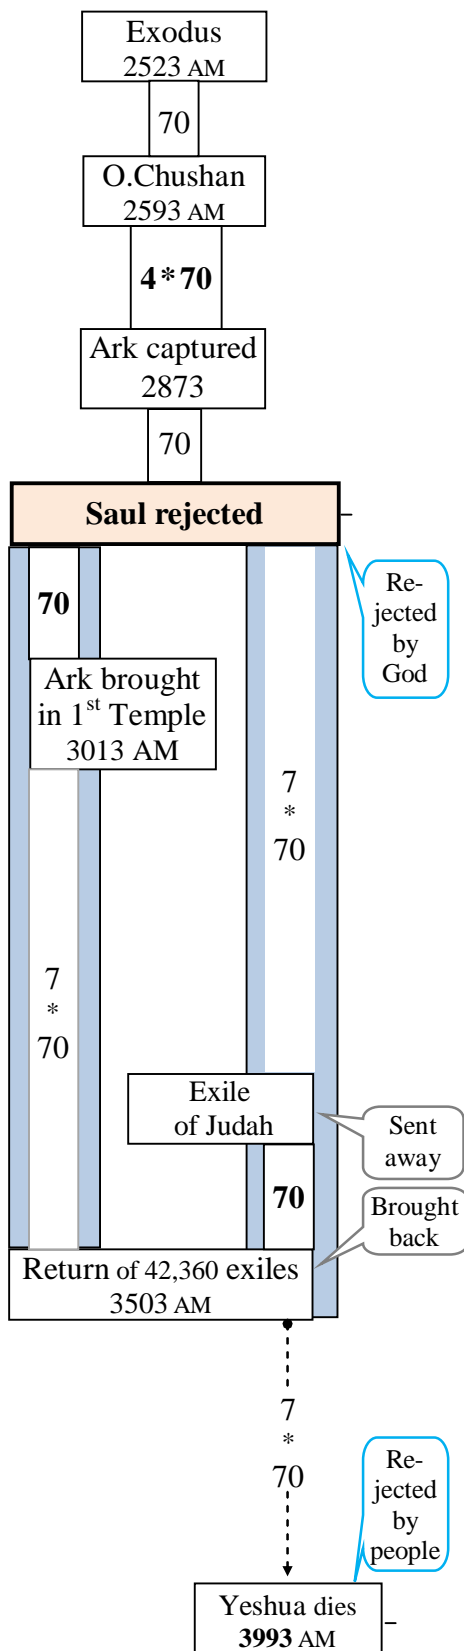 Exodus
2523 AM
70
O.Chushan
2593 AM
4*70
Ark captured
2873
70
Saul rejected
Re-
jected
by
God
70
Ark brought
in 1st Temple
3013 AM
7
*
70
7
*
70
Exile
of Judah
Sent
away
70
Brought
back
Return of 42,360 exiles
3503 AM
7
*
70
Re-
jected
by
people
Yeshua dies
3993 AM